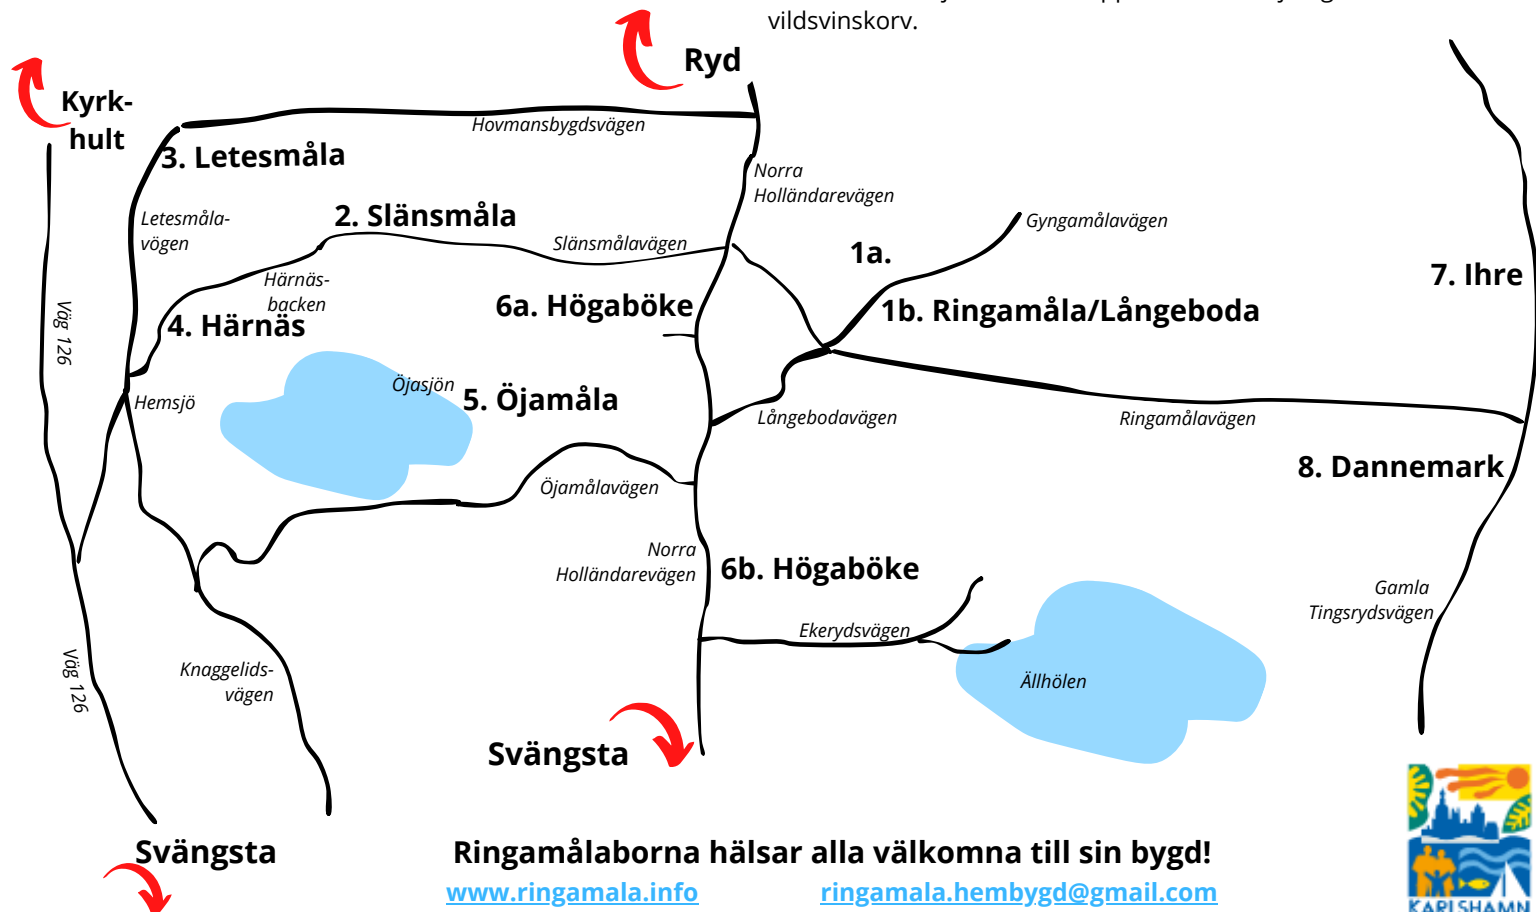 vildsvinskorv.
Ryd
Kyrk-
hult
Hovmansbygdsvägen
3. Letesmåla
Norra
Holländarevägen
Letesmåla-
vögen
2. Slänsmåla
Slänsmålavägen
Gyngamålavägen
1a.
7. Ihre
Härnäs-
backen
6a. Högaböke
1b. Ringamåla/Långeboda
Väg 126
4. Härnäs
Öjasjön
5. Öjamåla
Hemsjö
Långebodavägen
Ringamålavägen
8. Dannemark
Öjamålavägen
Norra
Holländarevägen
6b. Högaböke
Gamla
Tingsrydsvägen
Ekerydsvägen
Väg 126
Knaggelids-
vägen
Ällhölen
Svängsta
Svängsta
Ringamålaborna hälsar alla välkomna till sin bygd!
www.ringamala.info
ringamala.hembygd@gmail.com
KARLSHAMN